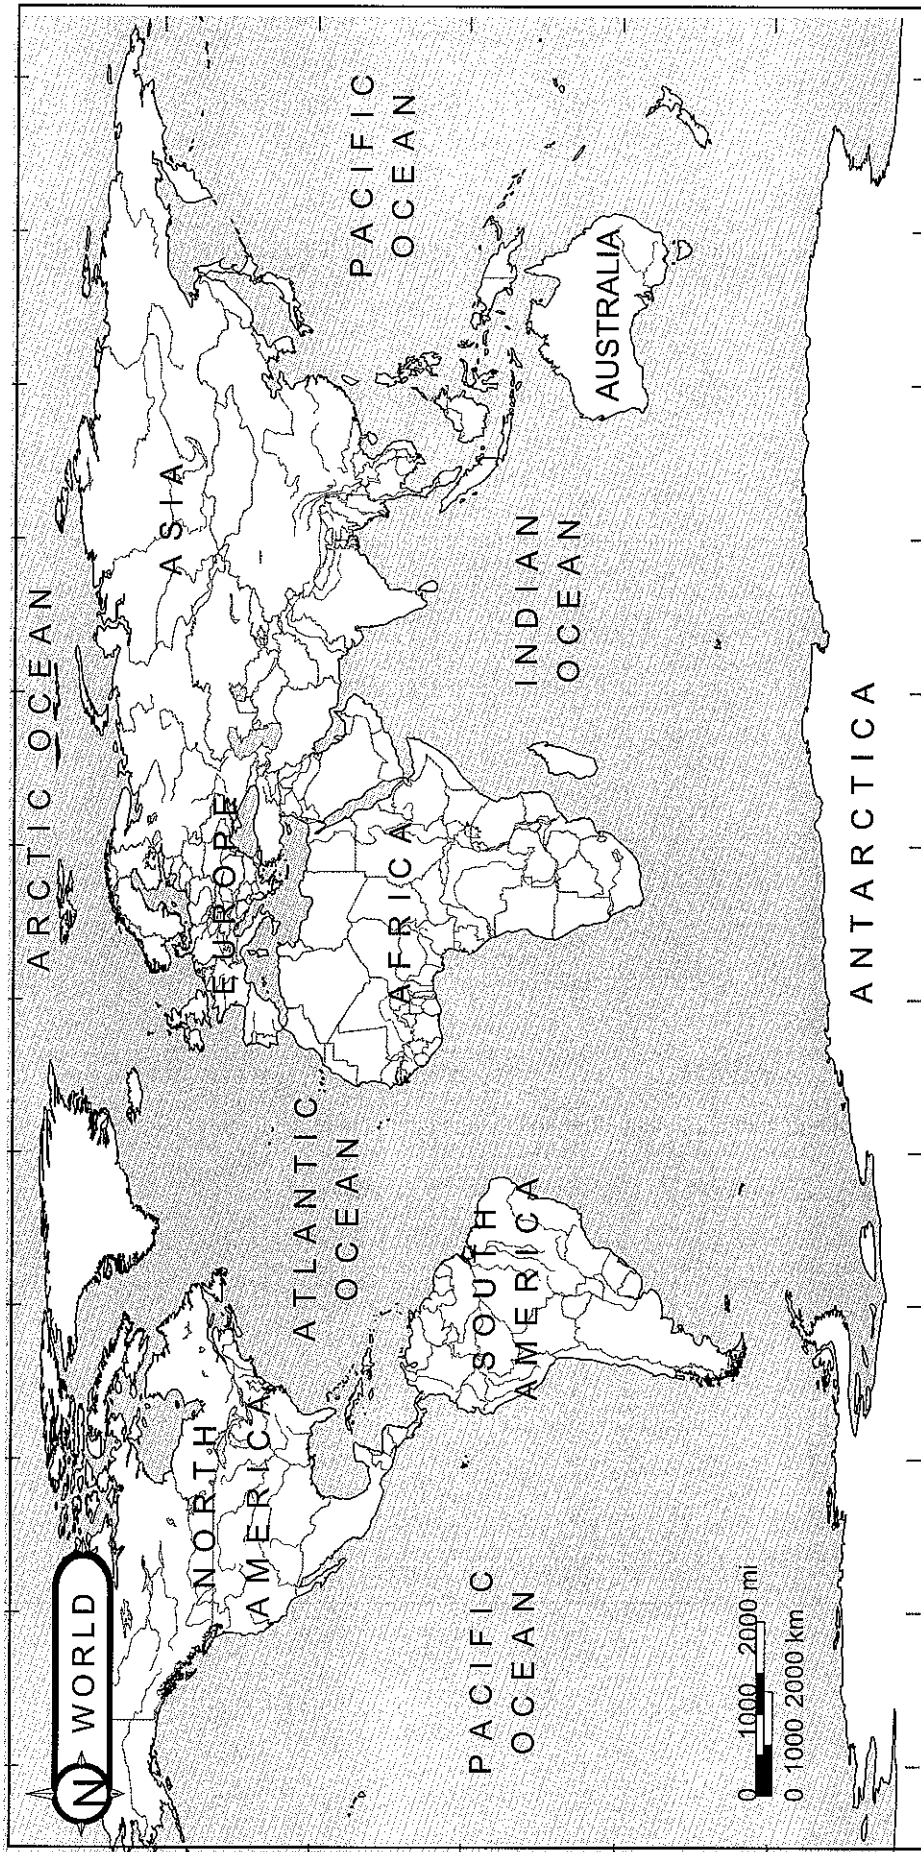 N WORLD
ARCTIC OCEAN
NORTH
AMERICA
EUROPE
ASIA
ATLANTIC
OCEAN
PACIFIC
OCEAN
AFRICA
SOUTH
AMERICA
PACIFIC
OCEAN
INDIAN
OCEAN
AUSTRALIA
0 1000 2000 mi
0 1000 2000 km
ANTARCTICA